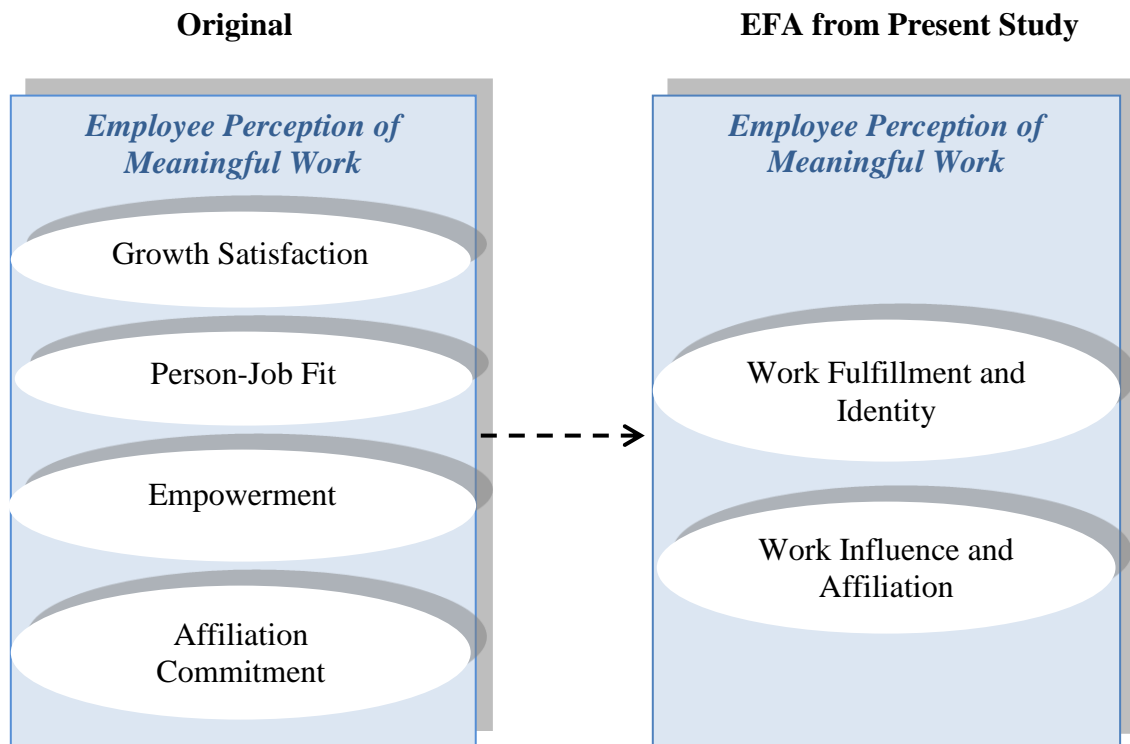 Original
Employee Perception of
Meaningful Work
Growth Satisfaction
Person-Job Fit
Empowerment
Affiliation
Commitment
EFA from Present Study
Employee Perception of
Meaningful Work
Work Fulfillment and
Identity
Work Influence and
Affiliation